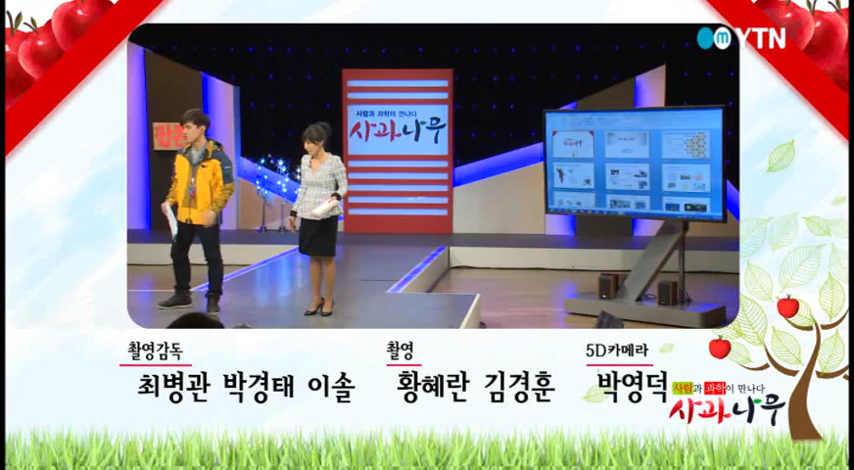 YTN
사람과 과학이 만나다
사과나무
촬영감독
최병관 박경태 이솔
촬영
황혜란 김경훈
5D카메라
박영덕
사람과 과학이 만나다
사과나무